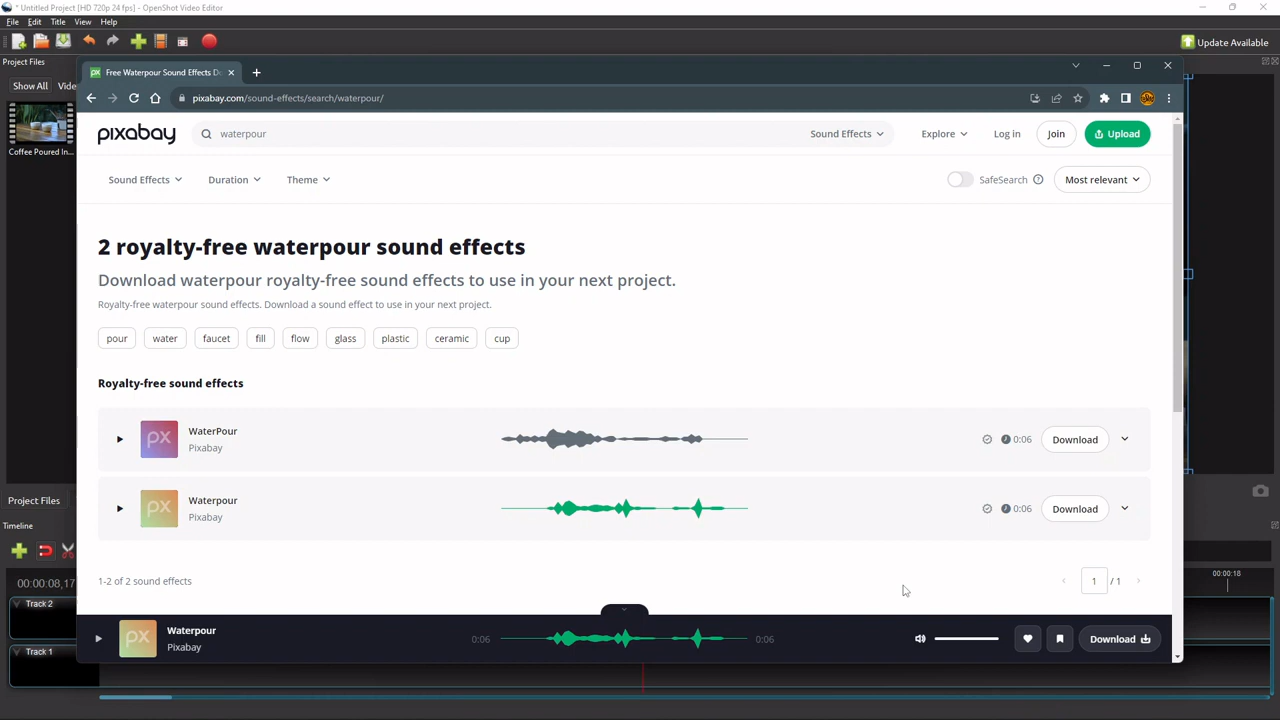 * Untitled Project [HD 720p 24 fps] - OpenShot Video Editor
File Edit Title View Help
Update Available
Project Files
Free Waterpour Sound Effects Do
Show All Vide
pixabay.com/sound-effects/search/waterpour/
pixabay
waterpour
Sound Effects
Explore
Log in
Join
Upload
Coffee Poured In...
Sound Effects
Duration
Theme
SafeSearch
Most relevant
2 royalty-free waterpour sound effects
Download waterpour royalty-free sound effects to use in your next project.
Royalty-free waterpour sound effects. Download a sound effect to use in your next project.
pour water faucet fill flow glass plastic ceramic cup
Royalty-free sound effects
px
WaterPour
Pixabay
0:06
Download
px
Waterpour
Pixabay
0:06
Download
Project Files
Timeline
1-2 of 2 sound effects
1 / 1
00:00:08,17
00:00:18
Track 2
px
Waterpour
Pixabay
0:06
0:06
Download
Track 1